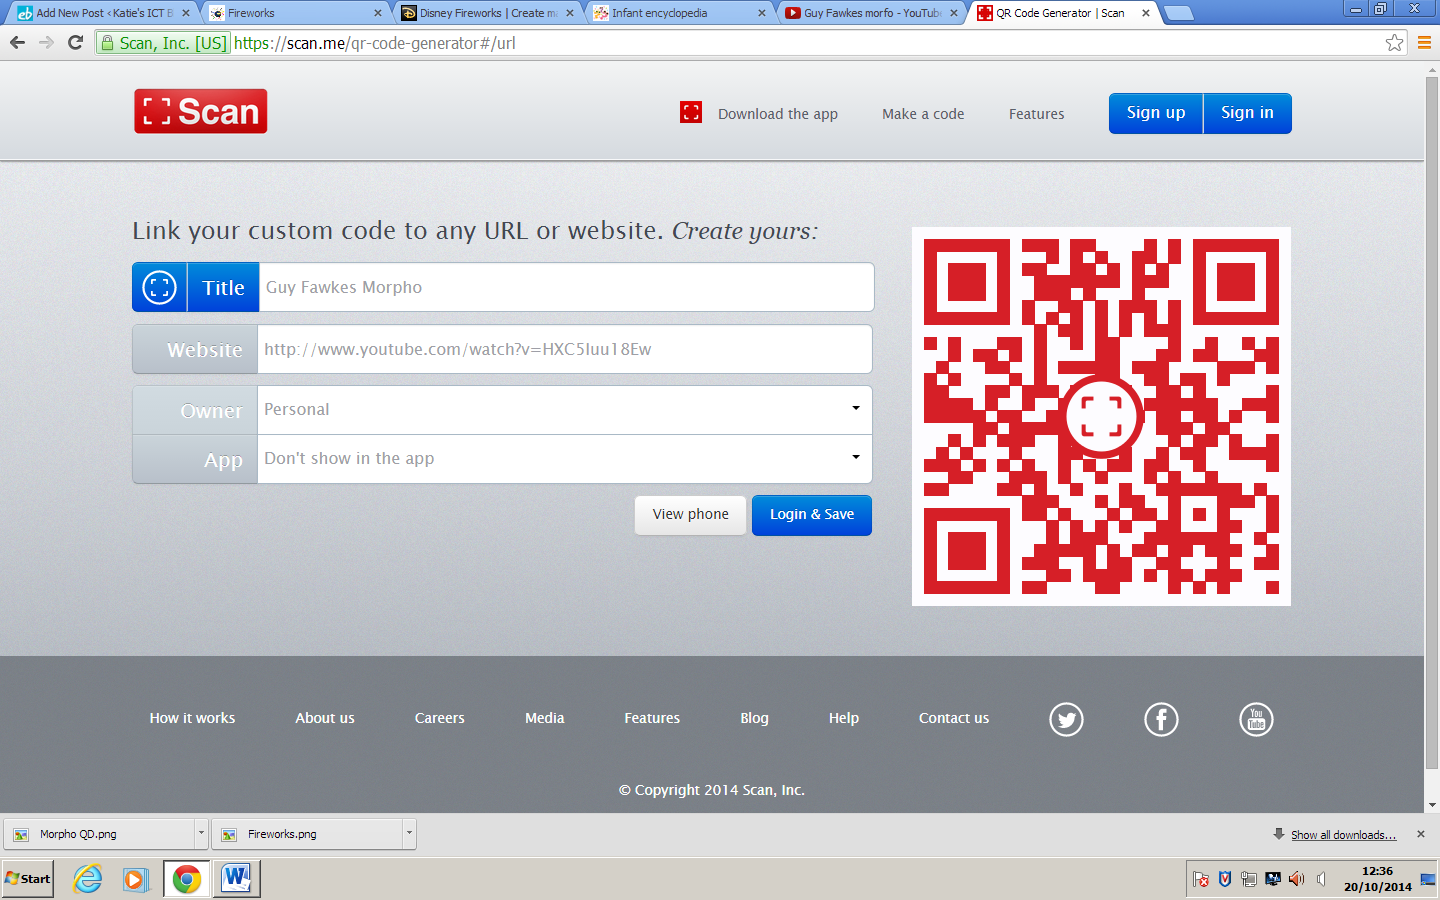 Add New Post ‹ Katie's ICT B
Fireworks
Disney Fireworks | Create ma
Infant encyclopedia
Guy Fawkes morfo - YouTube
QR Code Generator | Scan
Scan, Inc. [US] https://scan.me/qr-code-generator#/url
Scan
Download the app
Make a code
Features
Sign up
Sign in
Link your custom code to any URL or website. Create yours:
Title Guy Fawkes Morpho
Website http://www.youtube.com/watch?v=HXC5Iuu18Ew
Owner Personal
App Don't show in the app
View phone
Login & Save
How it works
About us
Careers
Media
Features
Blog
Help
Contact us
You Tube
© Copyright 2014 Scan, Inc.
Morpho QD.png
Fireworks.png
Show all downloads...
Start
12:36
20/10/2014